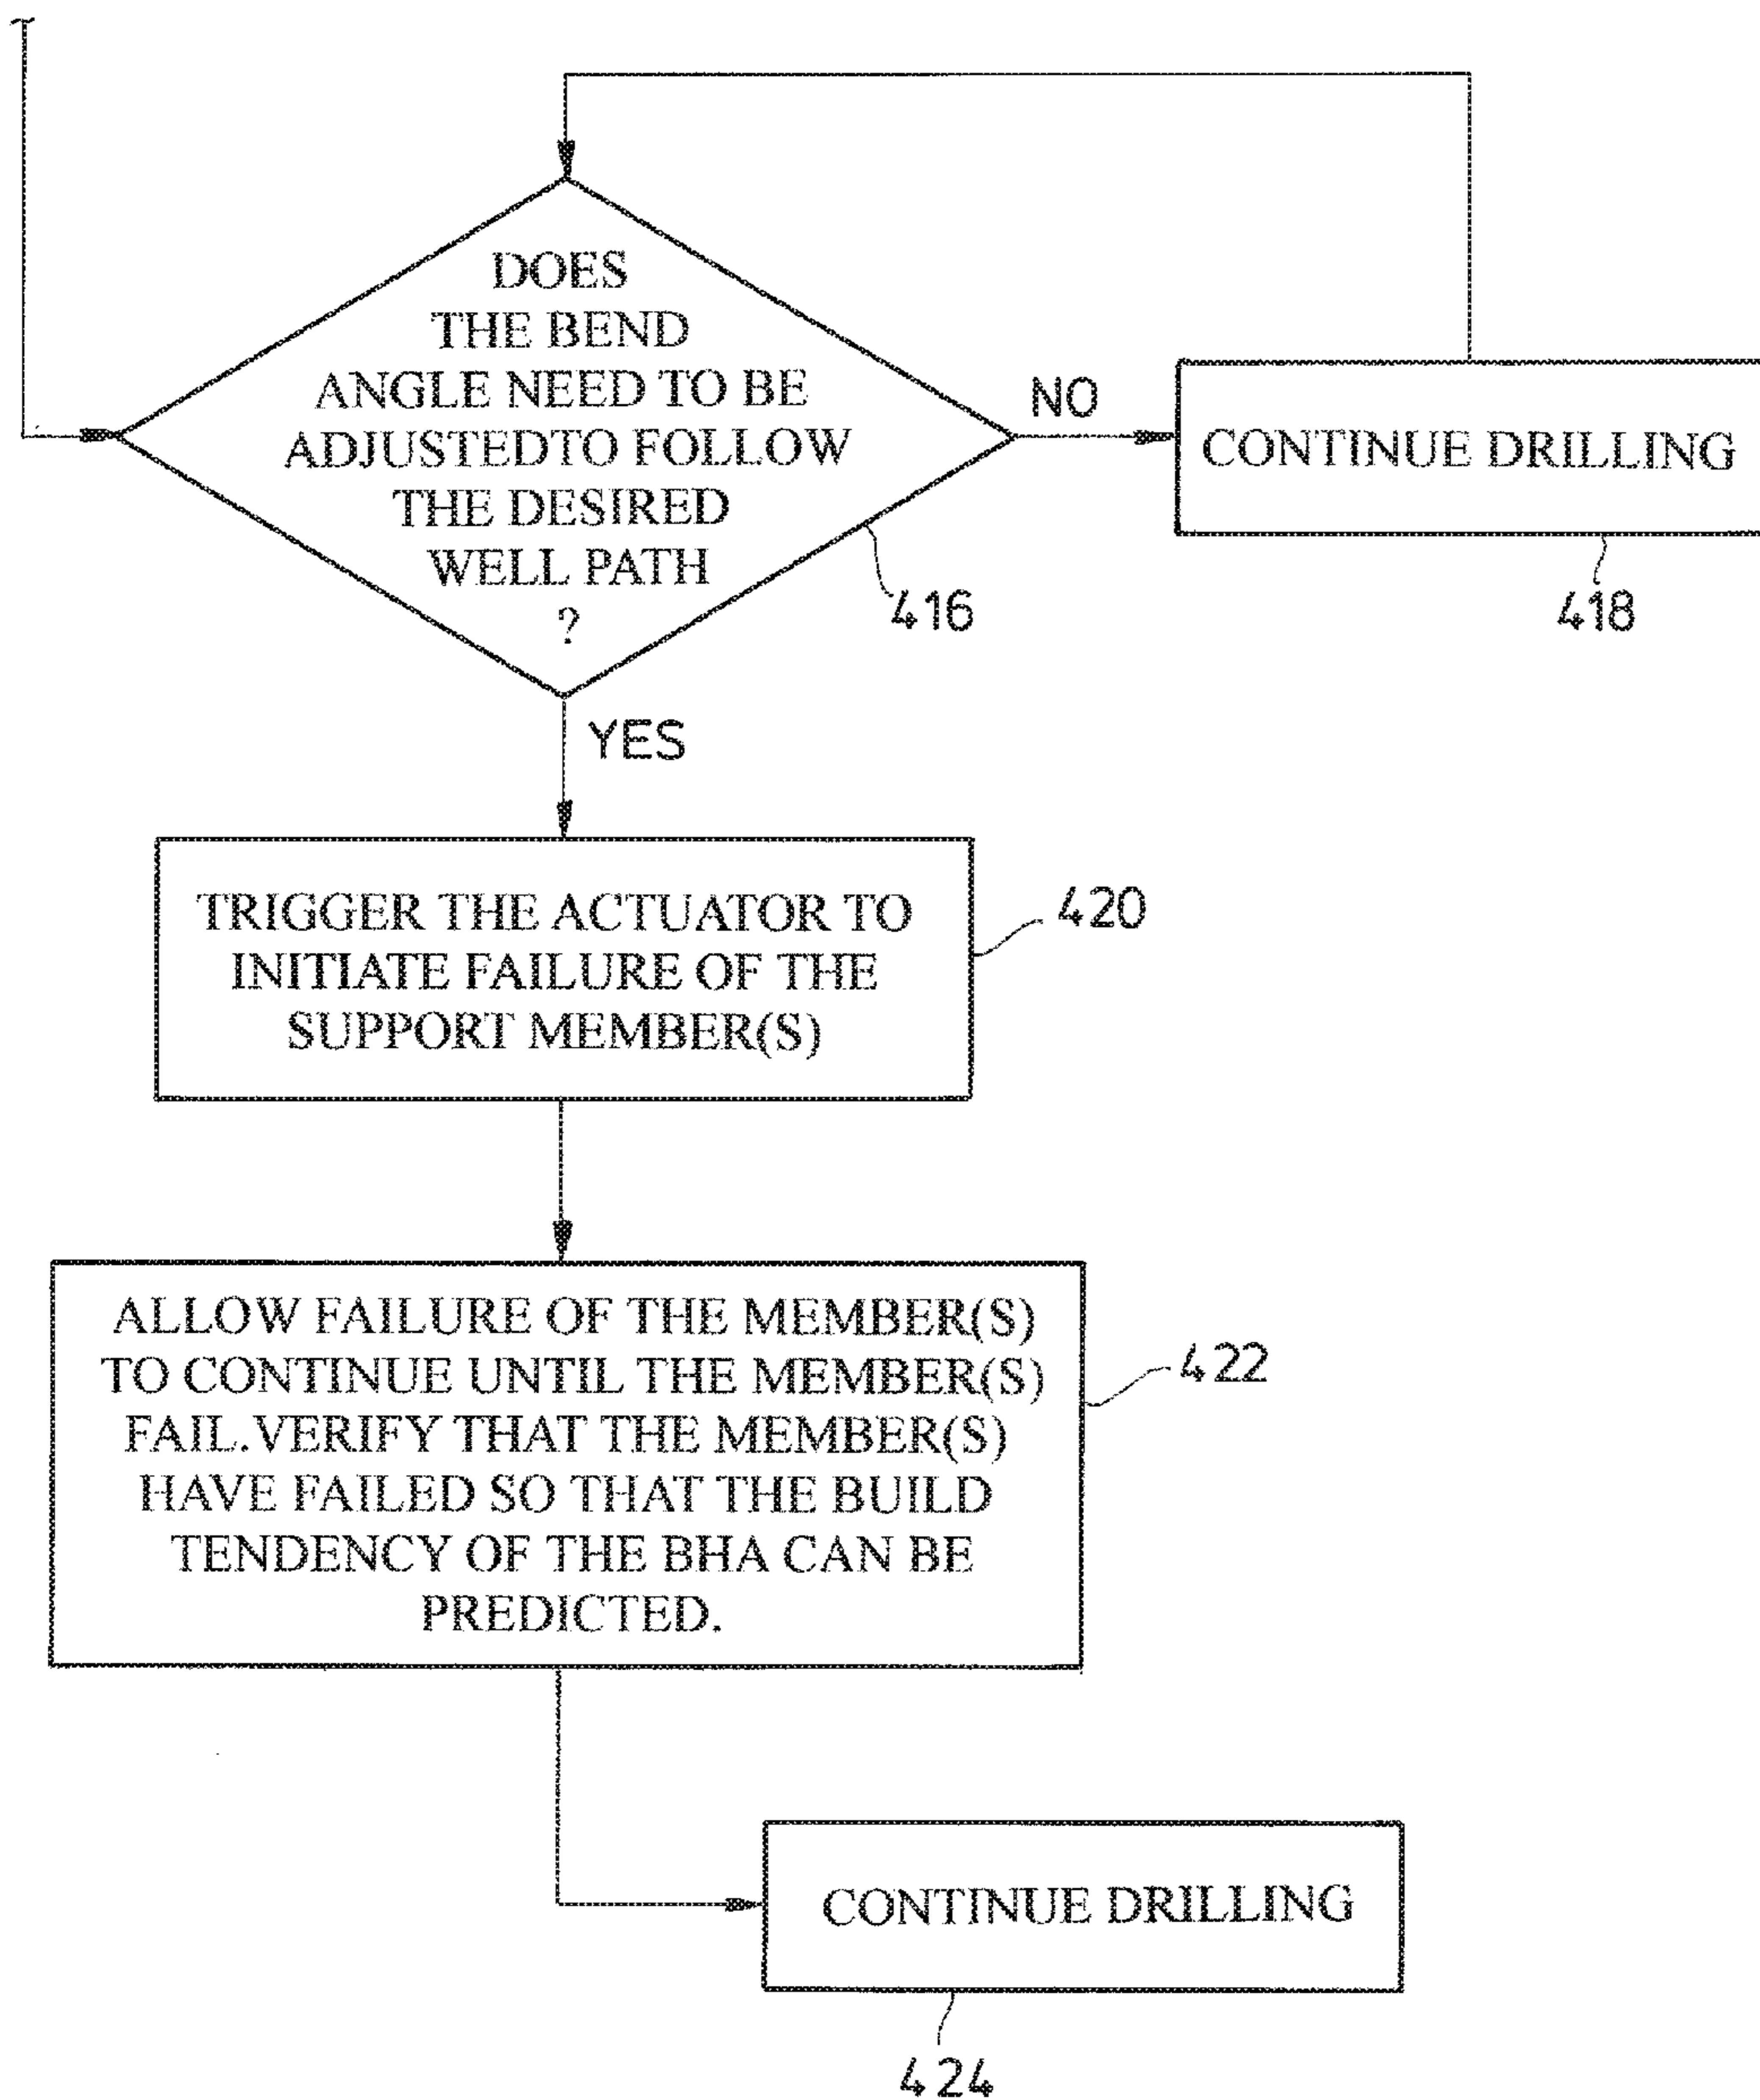 DOES
THE BEND
ANGLE NEED TO BE
ADJUSTEDTO FOLLOW
THE DESIRED
WELL PATH
?
416
NO
CONTINUE DRILLING
418
YES
TRIGGER THE ACTUATOR TO
INITIATE FAILURE OF THE
SUPPORT MEMBER(S)
420
ALLOW FAILURE OF THE MEMBER(S)
TO CONTINUE UNTIL THE MEMBER(S)
FAIL.VERIFY THAT THE MEMBER(S)
HAVE FAILED SO THAT THE BUILD
TENDENCY OF THE BHA CAN BE
PREDICTED.
422
CONTINUE DRILLING
424